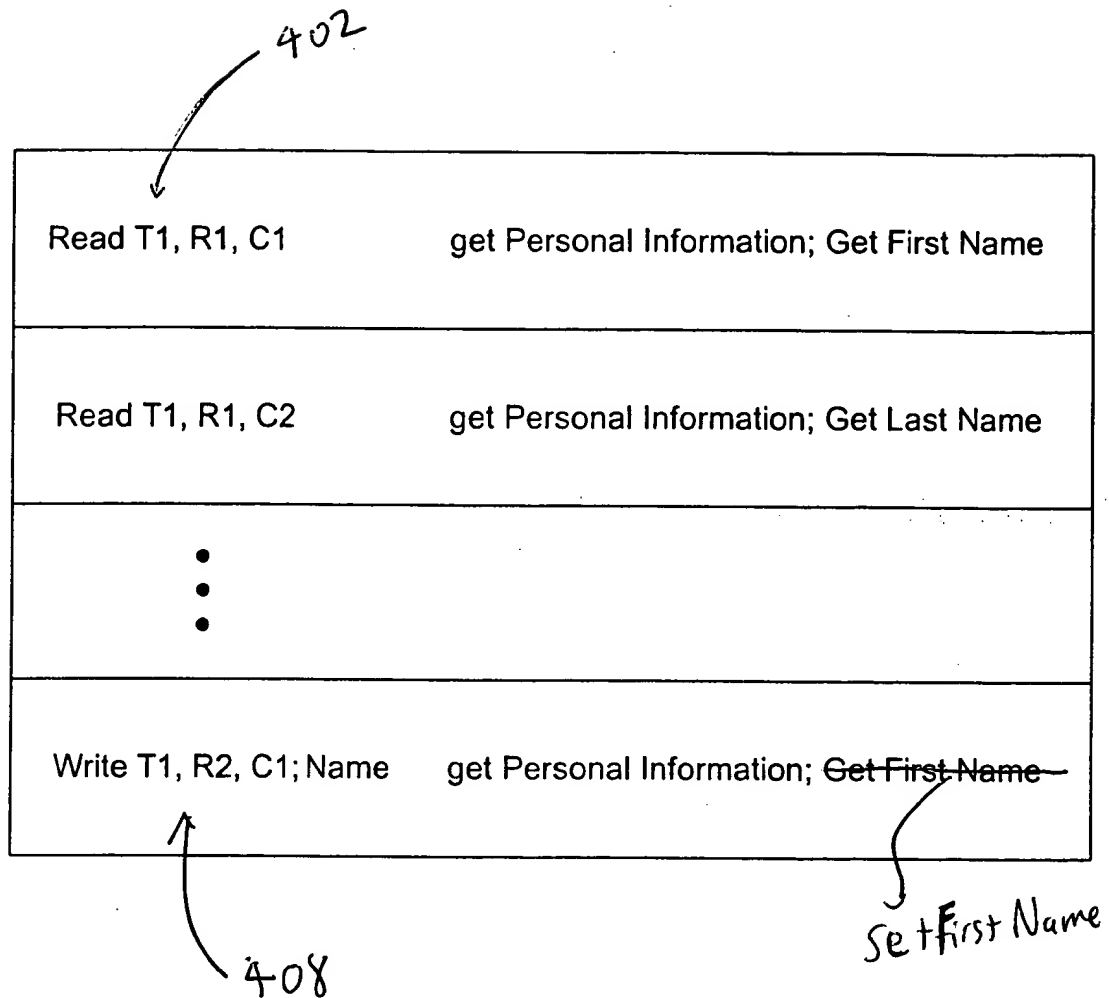 402
Read T1, R1, C1 get Personal Information; Get First Name
Read T1, R1, C2 get Personal Information; Get Last Name
Write T1, R2, C1; Name get Personal Information; Get First Name
set First Name
408